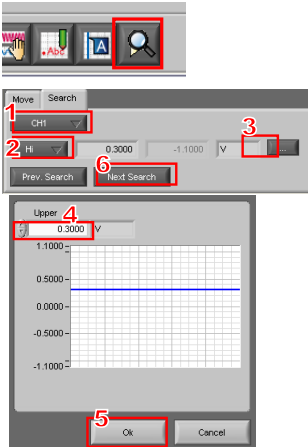 Abc
A
Move Search
1 CH1
2 Hi 0.3000 -1.1000 V 3 ...
6
Prev. Search Next Search
Upper
4
0.3000 V
1.1000
0.5000
0.0000
-0.5000
-1.1000
5
Ok Cancel